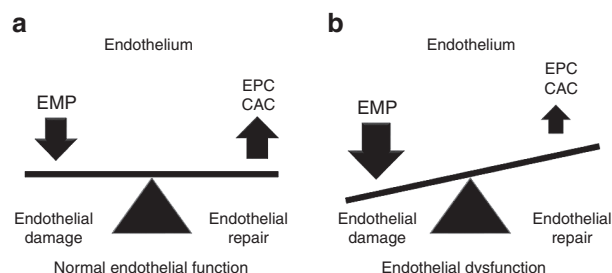 a
Endothelium
EMP
EPC
CAC
Endothelial
damage
Endothelial
repair
Normal endothelial function
b
Endothelium
EMP
EPC
CAC
Endothelial
damage
Endothelial
repair
Endothelial dysfunction